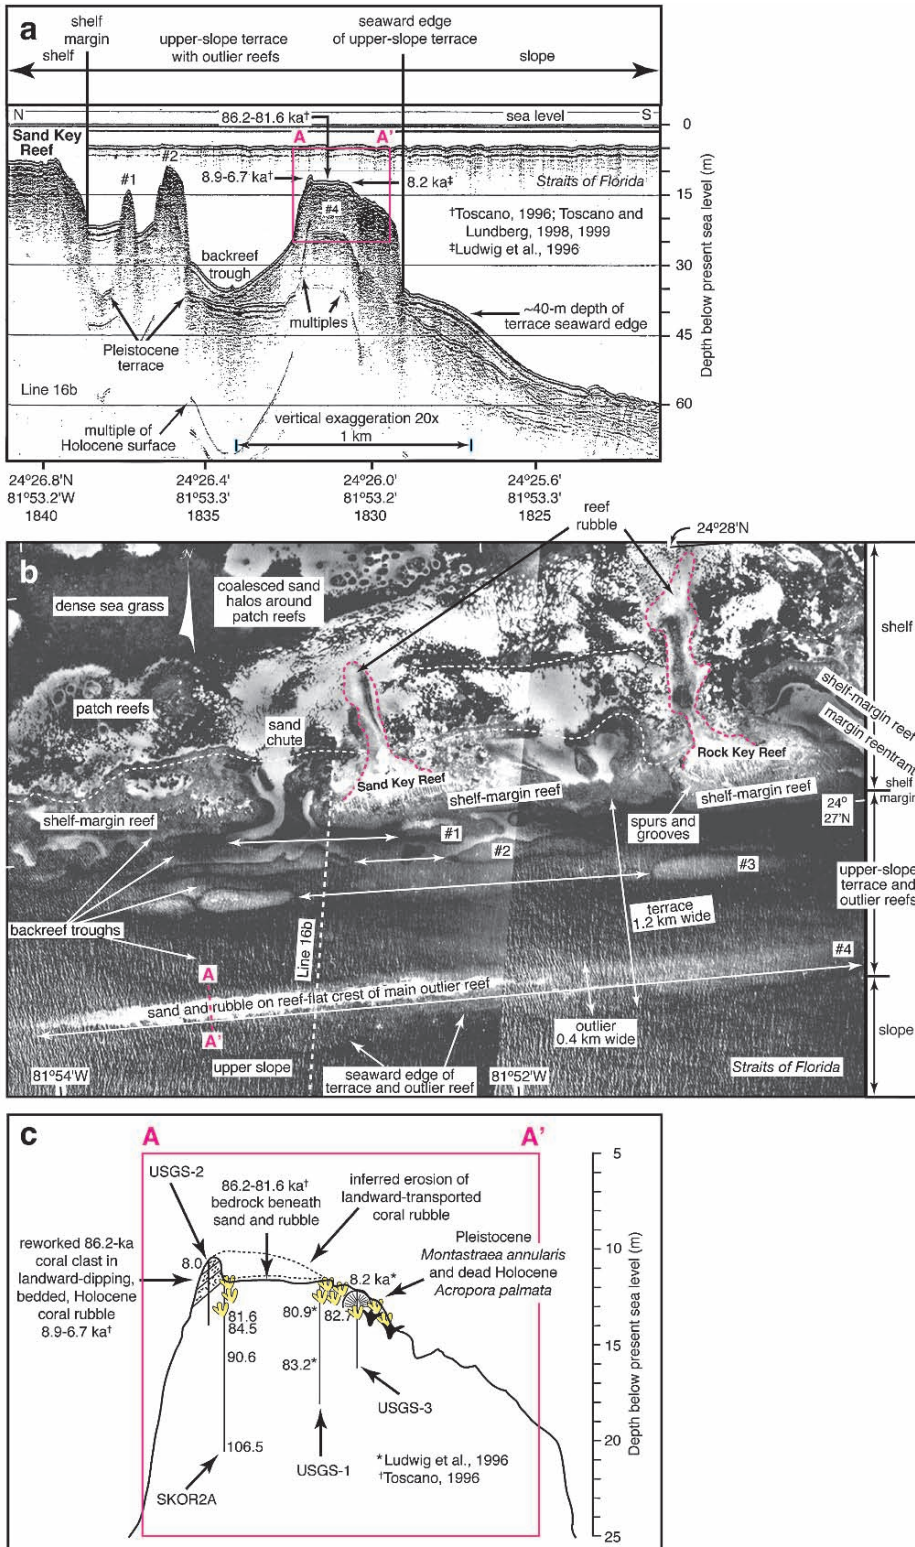 a
shelf
margin
shelf
upper-slope terrace
with outlier reefs
seaward edge
of upper-slope terrace
slope
N
S
86.2-81.6 ka†
sea level
0
Sand Key
Reef
#1
#2
A
A'
8.9-6.7 ka†
8.2 ka‡
Straits of Florida
15
#4
†Toscano, 1996; Toscano and
Lundberg, 1998, 1999
‡Ludwig et al., 1996
backreef
trough
30
multiples
~40-m depth of
terrace seaward edge
Pleistocene
terrace
45
Line 16b
vertical exaggeration 20x
1 km
multiple of
Holocene surface
60
Depth below present sea level (m)
24°26.8'N
81°53.2'W
1840
24°26.4'
81°53.3'
1835
24°26.0'
81°53.2'
1830
24°25.6'
81°53.3'
1825
reef
rubble
24°28'N
b
N
dense sea grass
coalesced sand
halos around
patch reefs
shelf
patch reefs
sand
chute
shelf-margin reef
margin reentrant
Sand Key Reef
Rock Key Reef
shelf-margin reef
shelf-margin reef
shelf
margin
shelf-margin reef
spurs and
grooves
24°
27'N
#1
#2
#3
upper-slope
terrace and
outlier reefs
backreef troughs
terrace
1.2 km wide
Line 16b
#4
A
sand and rubble on reef-flat crest of main outlier reef
A'
outlier
0.4 km wide
slope
81°54'W
upper slope
seaward edge of
terrace and outlier reef
81°52'W
Straits of Florida
c
A
A'
5
USGS-2
86.2-81.6 ka†
bedrock beneath
sand and rubble
inferred erosion of
landward-transported
coral rubble
reworked 86.2-ka
coral clast in
landward-dipping,
bedded, Holocene
coral rubble
8.9-6.7 ka†
Pleistocene
Montastraea annularis
and dead Holocene
Acropora palmata
10
8.0
8.2 ka*
81.6
84.5
80.9*
82.7
90.6
83.2*
15
USGS-3
106.5
20
USGS-1
SKOR2A
*Ludwig et al., 1996
†Toscano, 1996
25
Depth below present sea level (m)